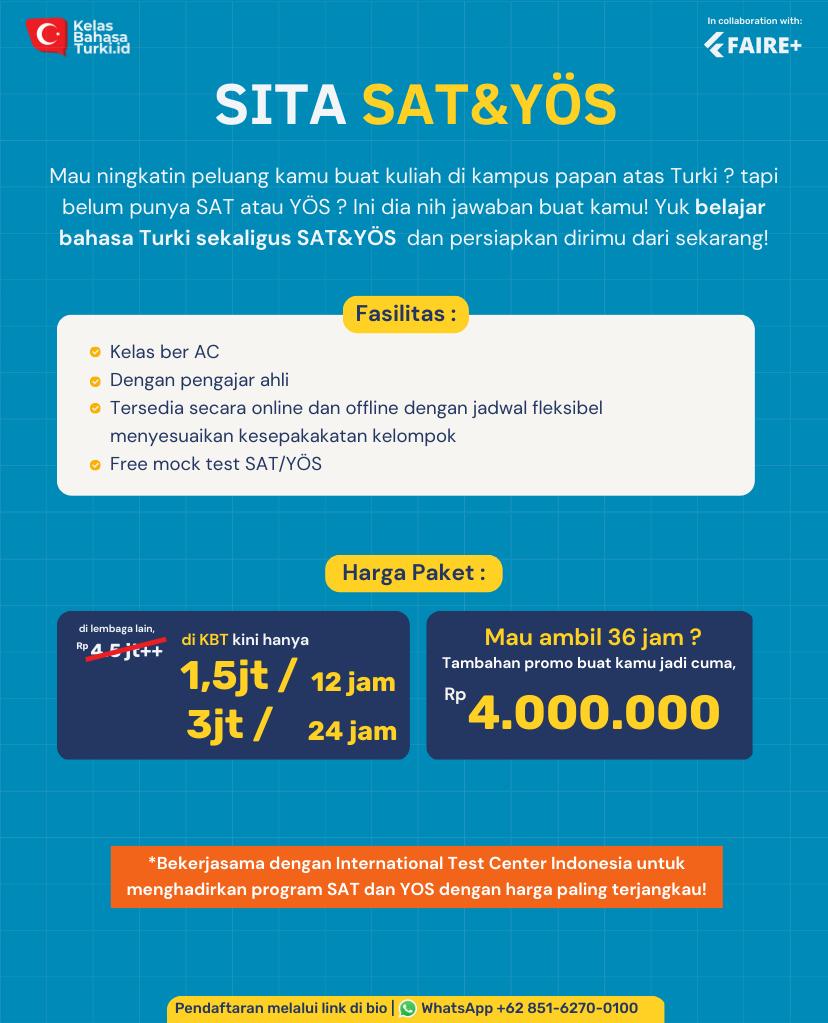 Kelas
Bahasa
Turki.id
In collaboration with:
FAIRE+
SITA SAT&YÖS
Mau ningkatin peluang kamu buat kuliah di kampus papan atas Turki ? tapi
belum punya SAT atau YÖS ? Ini dia nih jawaban buat kamu! Yuk belajar
bahasa Turki sekaligus SAT&YÖS dan persiapkan dirimu dari sekarang!
Fasilitas :
Kelas ber AC
Dengan pengajar ahli
Tersedia secara online dan offline dengan jadwal fleksibel
menyesuaikan kesepakakatan kelompok
Free mock test SAT/YÖS
Harga Paket :
di lembaga lain,
Rp 4,5 jt++
di KBT kini hanya
1,5jt / 12 jam
3jt / 24 jam
Mau ambil 36 jam ?
Tambahan promo buat kamu jadi cuma,
Rp 4.000.000
*Bekerjasama dengan International Test Center Indonesia untuk
menghadirkan program SAT dan YOS dengan harga paling terjangkau!
Pendaftaran melalui link di bio | WhatsApp +62 851-6270-0100